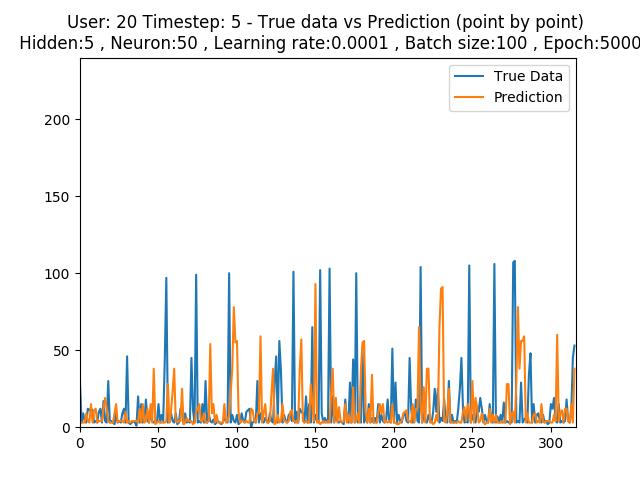 User: 20 Timestep: 5 - True data vs Prediction (point by point)
Hidden:5 , Neuron:50 , Learning rate:0.0001 , Batch size:100 , Epoch:5000
True Data
Prediction
200
150
100
50
0
0 50 100 150 200 250 300